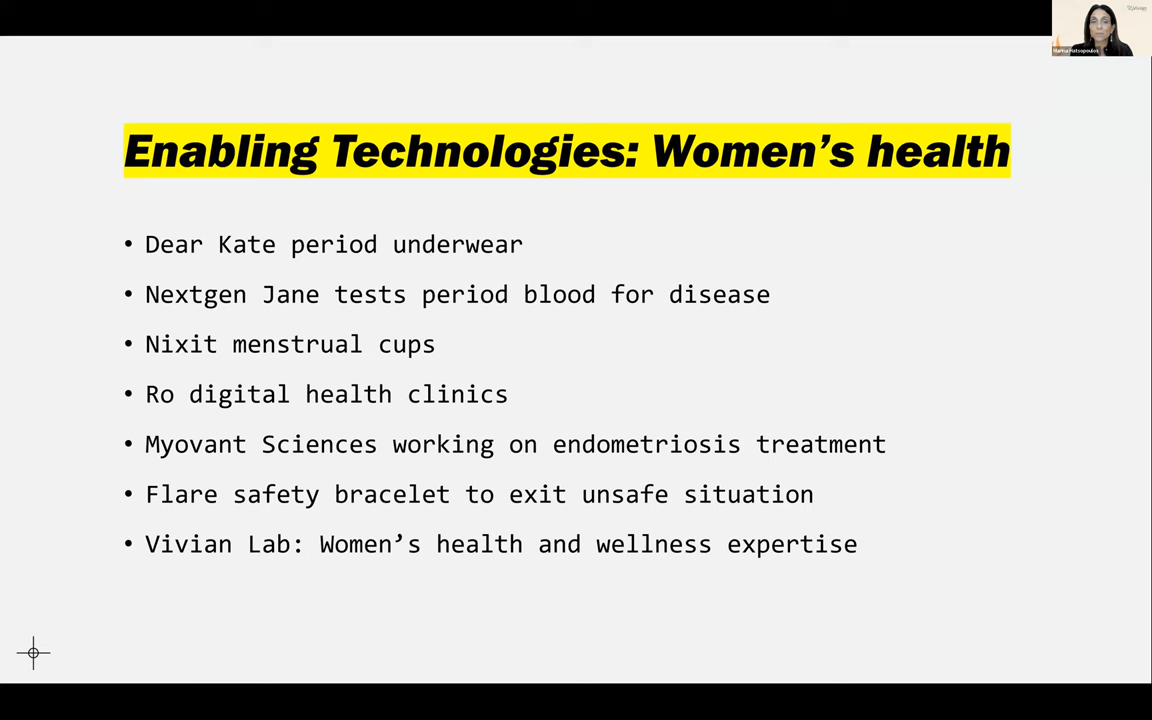 Marina Hatsopoulos
Enabling Technologies: Women’s health
• Dear Kate period underwear
• Nextgen Jane tests period blood for disease
• Nixit menstrual cups
• Ro digital health clinics
• Myovant Sciences working on endometriosis treatment
• Flare safety bracelet to exit unsafe situation
• Vivian Lab: Women’s health and wellness expertise